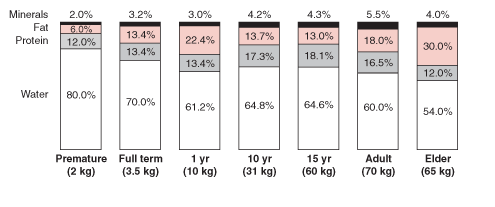 Minerals 2.0% 3.2% 3.0% 4.2% 4.3% 5.5% 4.0%
Fat 6.0% 13.4% 22.4% 13.7% 13.0% 18.0% 30.0%
Protein 12.0% 13.4% 13.4% 17.3% 18.1% 16.5% 12.0%
Water 80.0% 70.0% 61.2% 64.8% 64.6% 60.0% 54.0%
Premature Full term 1 yr 10 yr 15 yr Adult Elder
(2 kg) (3.5 kg) (10 kg) (31 kg) (60 kg) (70 kg) (65 kg)